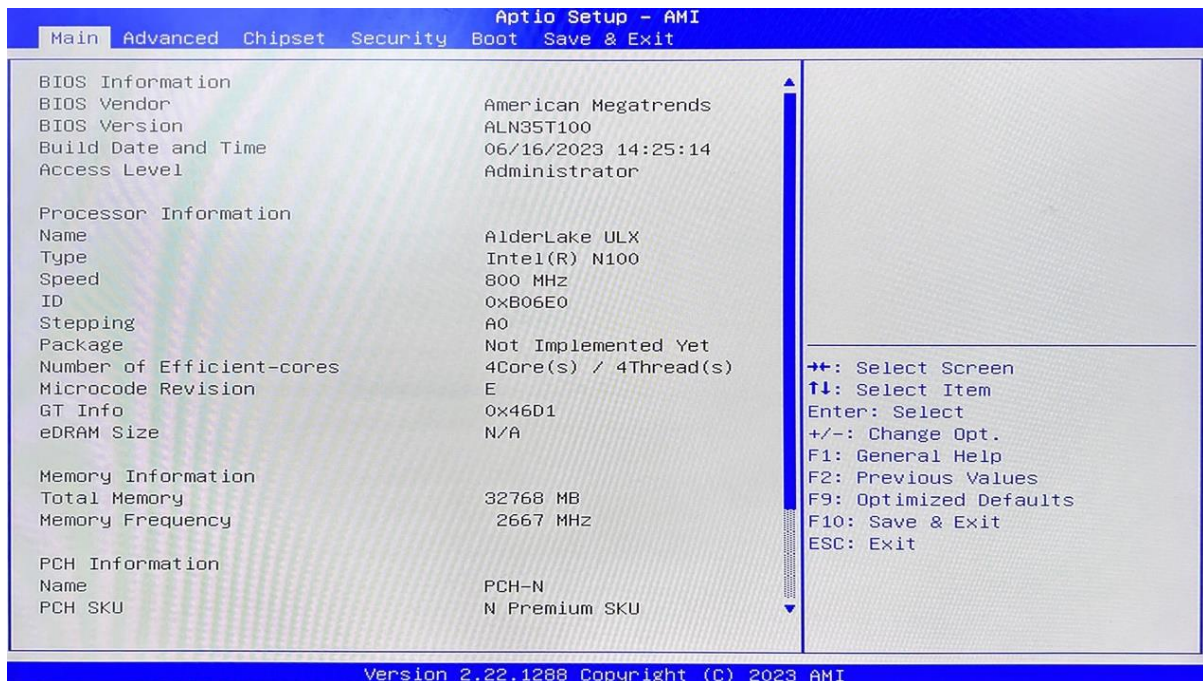 Aptio Setup - AMI
Main Advanced Chipset Security Boot Save & Exit
BIOS Information
BIOS Vendor American Megatrends
BIOS Version ALN35T100
Build Date and Time 06/16/2023 14:25:14
Access Level Administrator
Processor Information
Name AlderLake ULX
Type Intel(R) N100
Speed 800 MHz
ID 0xB06E0
Stepping A0
Package Not Implemented Yet
Number of Efficient-cores 4Core(s) / 4Thread(s)
Microcode Revision E
GT Info 0x46D1
eDRAM Size N/A
Memory Information
Total Memory 32768 MB
Memory Frequency 2667 MHz
PCH Information
Name PCH-N
PCH SKU N Premium SKU
→←: Select Screen
↑↓: Select Item
Enter: Select
+/-: Change Opt.
F1: General Help
F2: Previous Values
F9: Optimized Defaults
F10: Save & Exit
ESC: Exit
Version 2.22.1288 Copyright (C) 2023 AMI